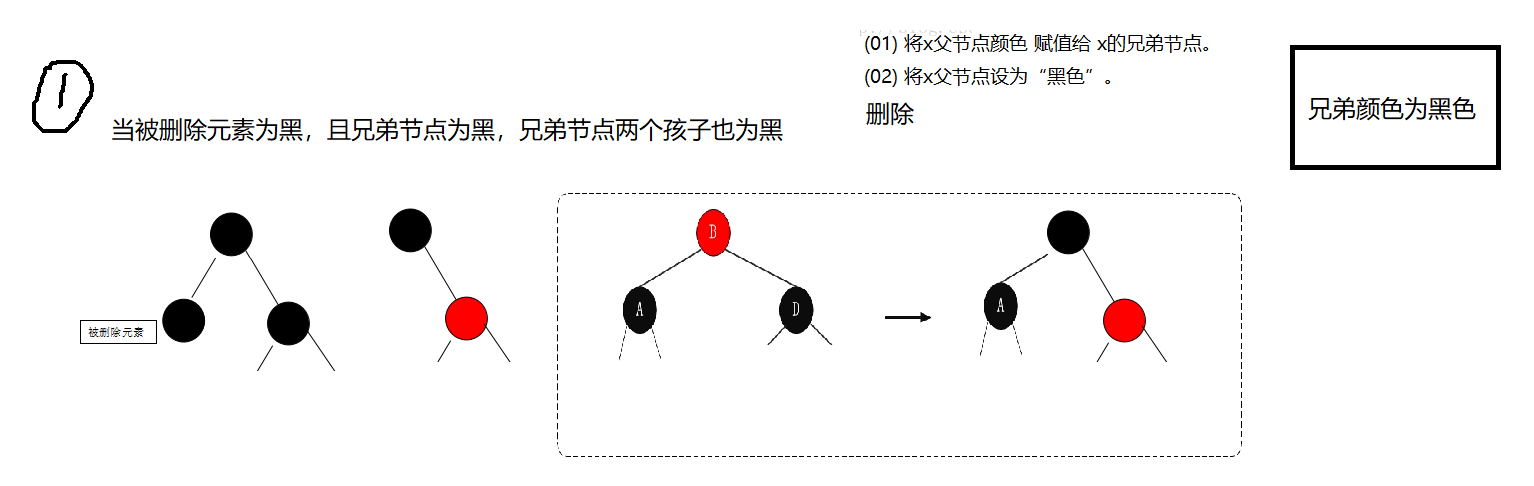 (01) 将x父节点颜色 赋值给 x的兄弟节点。
(02) 将x父节点设为“黑色”。
删除
兄弟颜色为黑色
1
当被删除元素为黑，且兄弟节点为黑，兄弟节点两个孩子也为黑
被删除元素
B
A
D
A